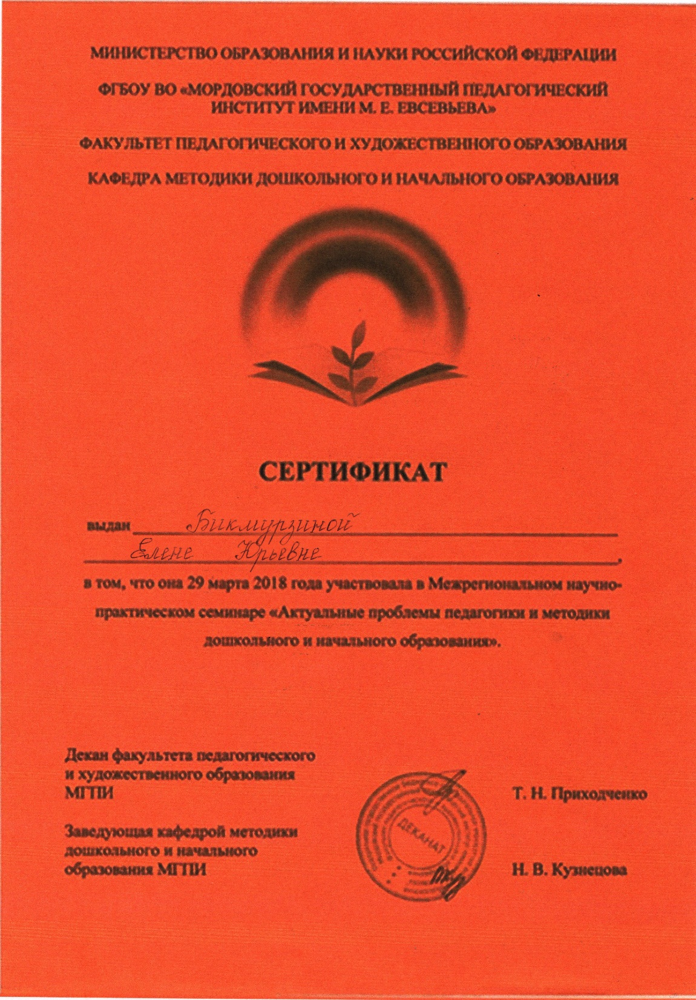 МИНИСТЕРСТВО ОБРАЗОВАНИЯ И НАУКИ РОССИЙСКОЙ ФЕДЕРАЦИИ
ФГБОУ ВО «МОРДОВСКИЙ ГОСУДАРСТВЕННЫЙ ПЕДАГОГИЧЕСКИЙ
ИНСТИТУТ ИМЕНИ М. Е. ЕВСЕВЬЕВА»
ФАКУЛЬТЕТ ПЕДАГОГИЧЕСКОГО И ХУДОЖЕСТВЕННОГО ОБРАЗОВАНИЯ
КАФЕДРА МЕТОДИКИ ДОШКОЛЬНОГО И НАЧАЛЬНОГО ОБРАЗОВАНИЯ
СЕРТИФИКАТ
выдан Бикмурзиной
Елене Юрьевне,
в том, что она 29 марта 2018 года участвовала в Межрегиональном научно-
практическом семинаре «Актуальные проблемы педагогики и методики
дошкольного и начального образования».
Декан факультета педагогического
и художественного образования
МГПИ
Т. Н. Приходченко
Заведующая кафедрой методики
дошкольного и начального
образования МГПИ
Н. В. Кузнецова
ДЕКАНАТ